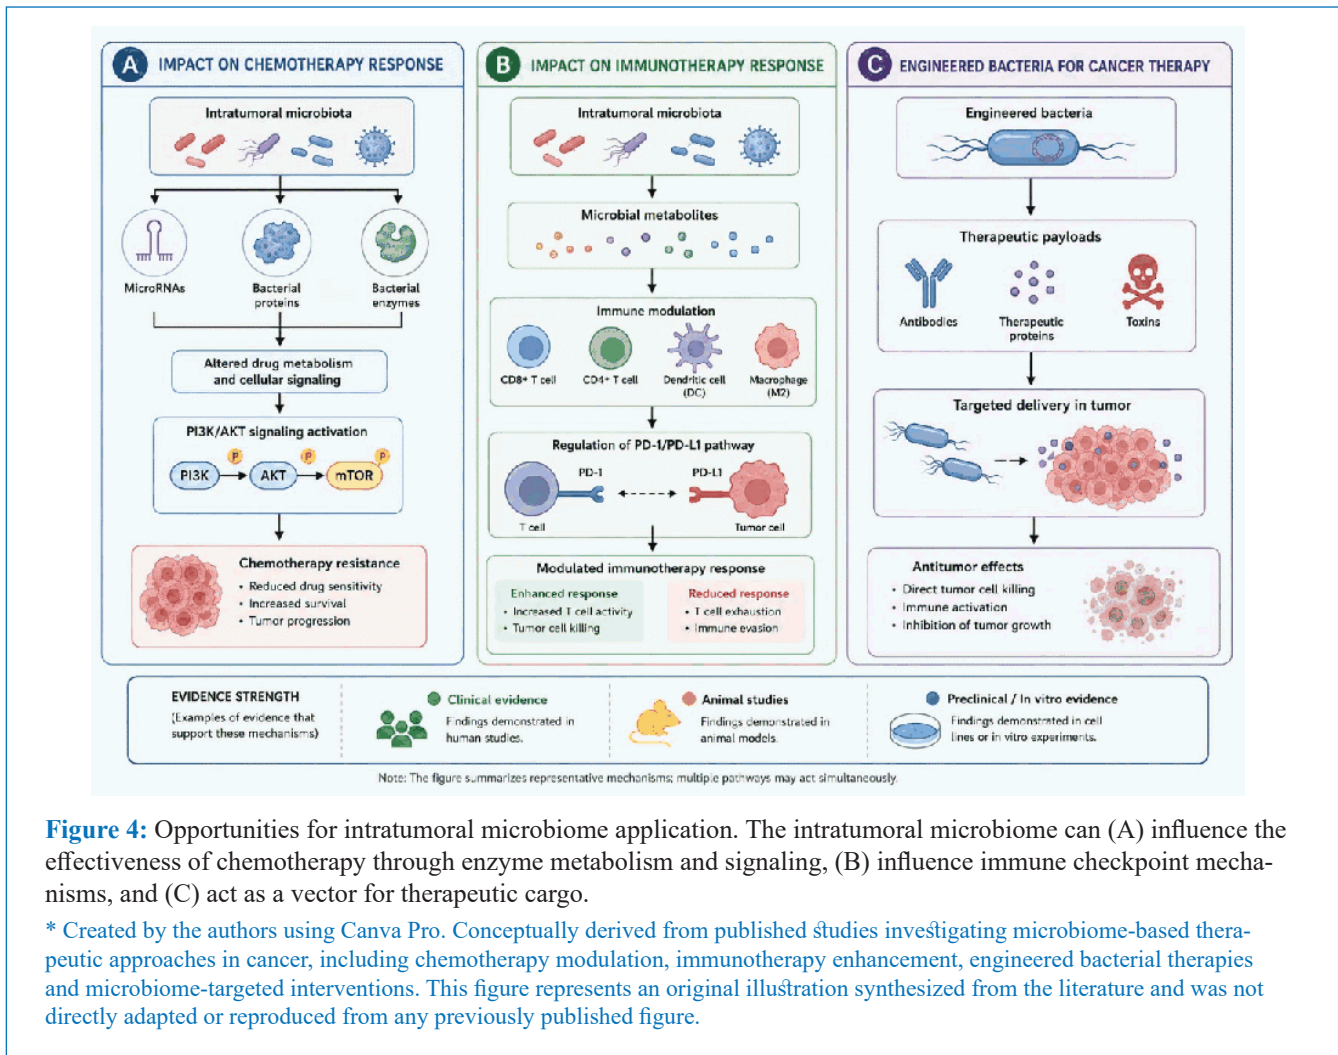 A IMPACT ON CHEMOTHERAPY RESPONSE
Intratumoral microbiota
MicroRNAs
Bacterial
proteins
Bacterial
enzymes
Altered drug metabolism
and cellular signaling
PI3K/AKT signaling activation
PI3K
P
AKT
P
mTOR
P
Chemotherapy resistance
• Reduced drug sensitivity
• Increased survival
• Tumor progression
B IMPACT ON IMMUNOTHERAPY RESPONSE
Intratumoral microbiota
Microbial metabolites
Immune modulation
CD8+ T cell
CD4+ T cell
Dendritic cell
(DC)
Macrophage
(M2)
Regulation of PD-1/PD-L1 pathway
PD-1
PD-L1
T cell
Tumor cell
Modulated immunotherapy response
Enhanced response
• Increased T cell activity
• Tumor cell killing
Reduced response
• T cell exhaustion
• Immune evasion
C ENGINEERED BACTERIA FOR CANCER THERAPY
Engineered bacteria
Therapeutic payloads
Antibodies
Therapeutic
proteins
Toxins
Targeted delivery in tumor
Antitumor effects
• Direct tumor cell killing
• Immune activation
• Inhibition of tumor growth
EVIDENCE STRENGTH
(Examples of evidence that
support these mechanisms)
Clinical evidence
Findings demonstrated in
human studies.
Animal studies
Findings demonstrated in
animal models.
Preclinical / In vitro evidence
Findings demonstrated in cell
lines or in vitro experiments.
Note: The figure summarizes representative mechanisms; multiple pathways may act simultaneously.
Figure 4: Opportunities for intratumoral microbiome application. The intratumoral microbiome can (A) influence the
effectiveness of chemotherapy through enzyme metabolism and signaling, (B) influence immune checkpoint mecha-
nisms, and (C) act as a vector for therapeutic cargo.
* Created by the authors using Canva Pro. Conceptually derived from published studies investigating microbiome-based thera-
peutic approaches in cancer, including chemotherapy modulation, immunotherapy enhancement, engineered bacterial therapies
and microbiome-targeted interventions. This figure represents an original illustration synthesized from the literature and was not
directly adapted or reproduced from any previously published figure.